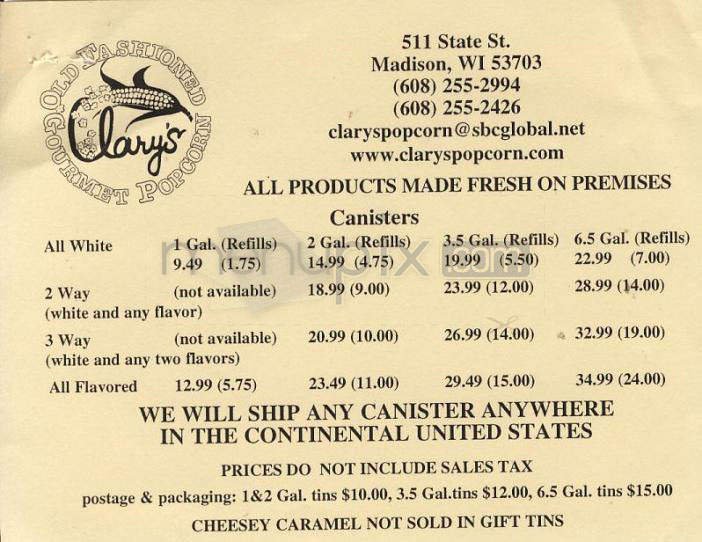 OLD FASHIONED
Clary's
GOURMET POPCORN
511 State St.
Madison, WI 53703
(608) 255-2994
(608) 255-2426
claryspopcorn@sbcglobal.net
www.claryspopcorn.com
ALL PRODUCTS MADE FRESH ON PREMISES
Canisters
All White 1 Gal. (Refills) 2 Gal. (Refills) 3.5 Gal. (Refills) 6.5 Gal. (Refills)
9.49 (1.75) 14.99 (4.75) 19.99 (5.50) 22.99 (7.00)
menupix.com
2 Way (not available) 18.99 (9.00) 23.99 (12.00) 28.99 (14.00)
(white and any flavor)
3 Way (not available) 20.99 (10.00) 26.99 (14.00) 32.99 (19.00)
(white and any two flavors)
All Flavored 12.99 (5.75) 23.49 (11.00) 29.49 (15.00) 34.99 (24.00)
WE WILL SHIP ANY CANISTER ANYWHERE
IN THE CONTINENTAL UNITED STATES
PRICES DO NOT INCLUDE SALES TAX
postage & packaging: 1&2 Gal. tins $10.00, 3.5 Gal.tins $12.00, 6.5 Gal. tins $15.00
CHEESEY CARAMEL NOT SOLD IN GIFT TINS